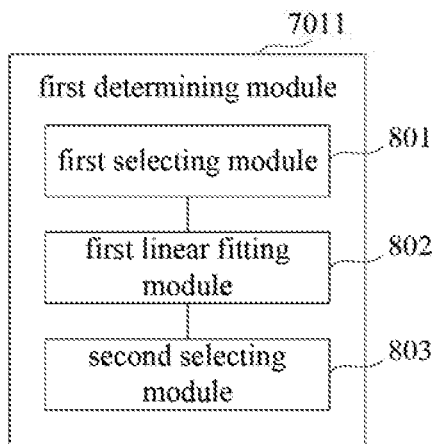 7011
first determining module
first selecting module
801
first linear fitting
module
802
second selecting
module
803